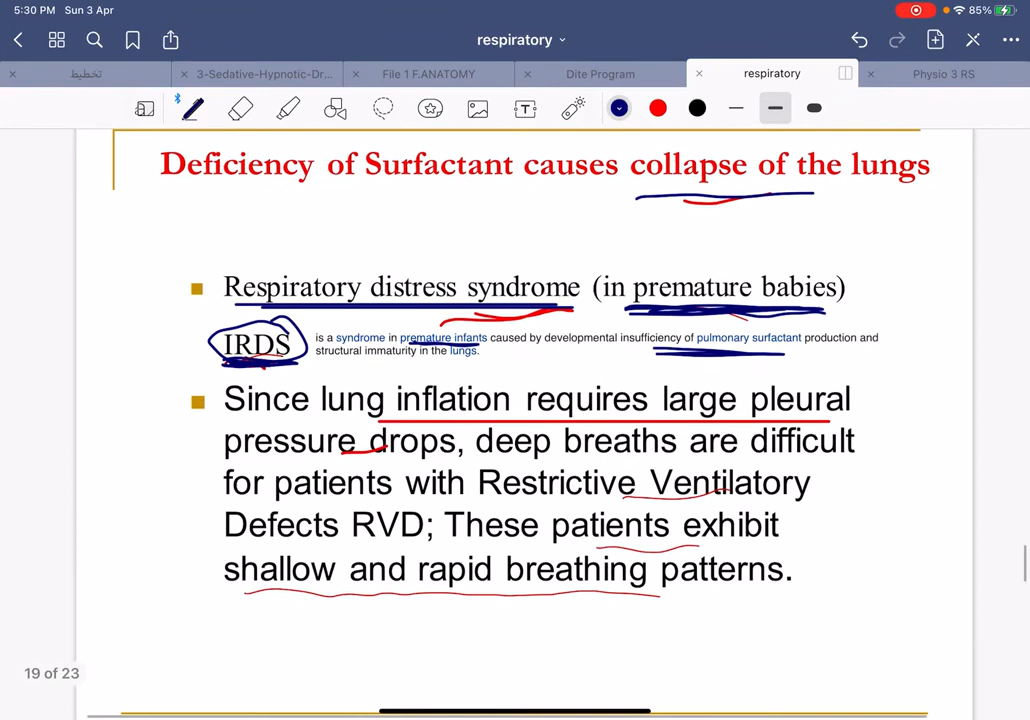 5:30 PM Sun 3 Apr
85%
respiratory
تخطيط
3-Sedative-Hypnotic-Dr...
File 1 F.ANATOMY
Dite Program
respiratory
Physio 3 RS
Deficiency of Surfactant causes collapse of the lungs
Respiratory distress syndrome (in premature babies)
IRDS
is a syndrome in premature infants caused by developmental insufficiency of pulmonary surfactant production and
structural immaturity in the lungs.
Since lung inflation requires large pleural
pressure drops, deep breaths are difficult
for patients with Restrictive Ventilatory
Defects RVD; These patients exhibit
shallow and rapid breathing patterns.
19 of 23